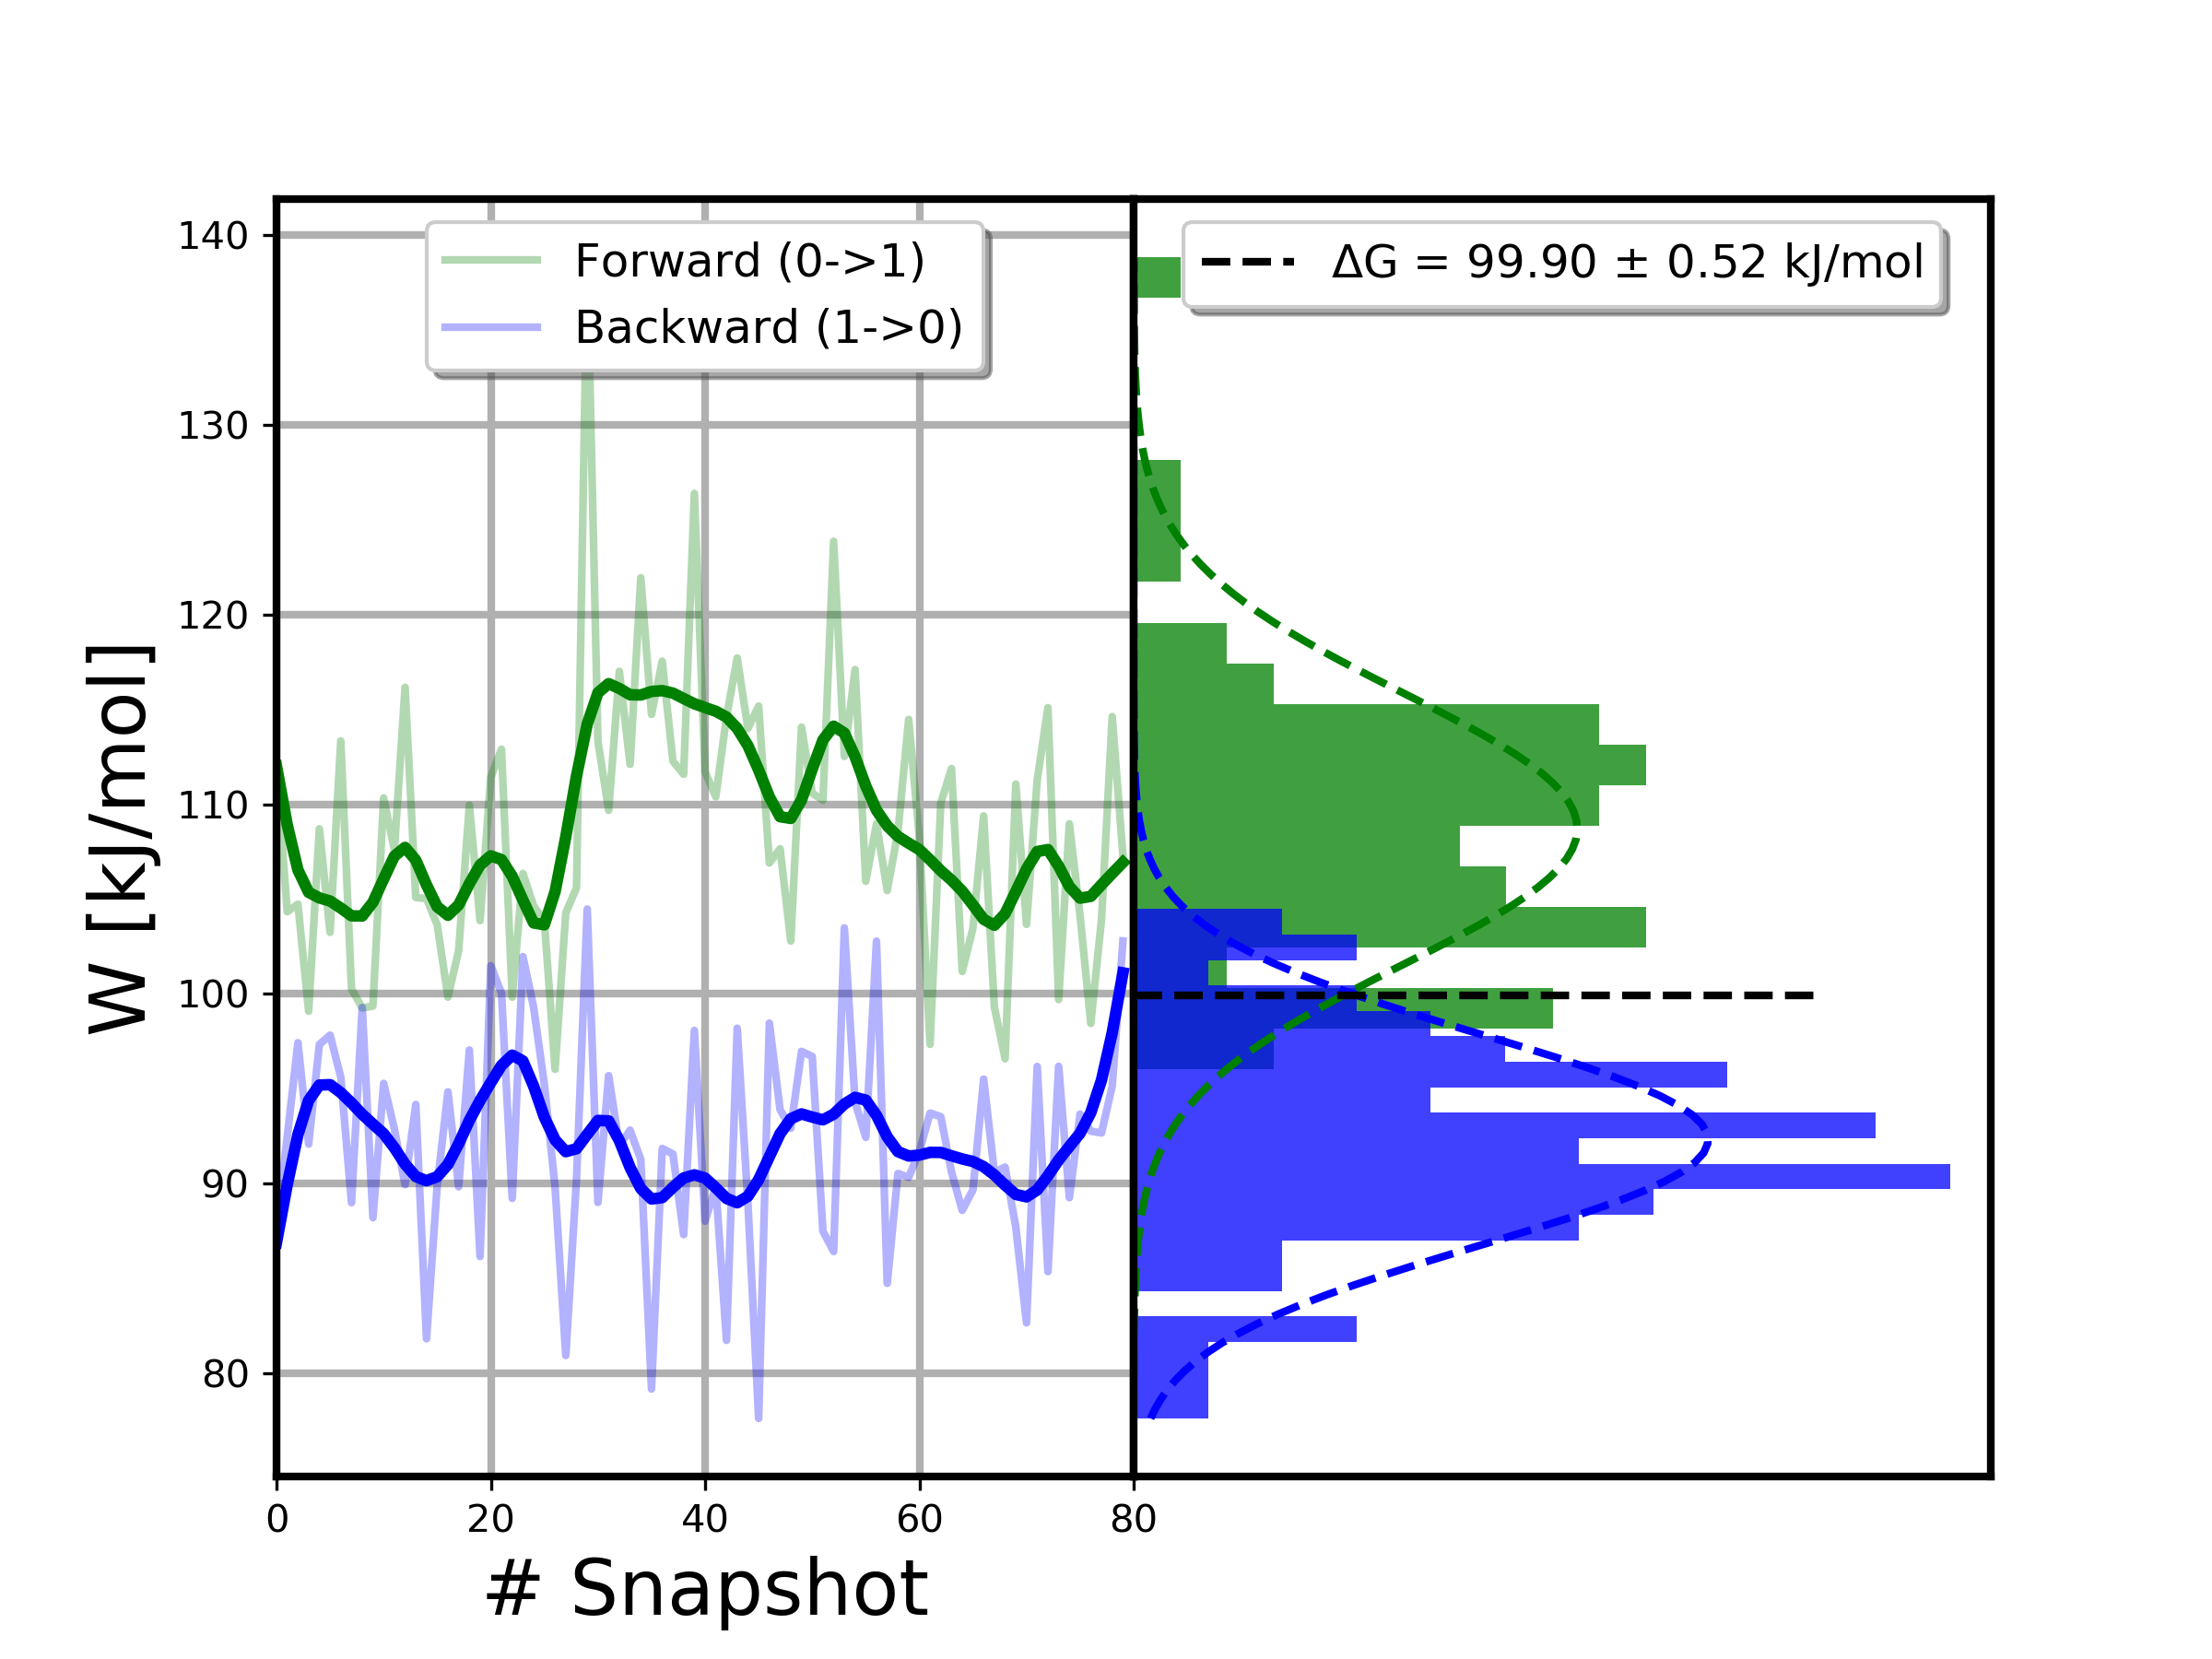 Forward (0->1)
Backward (1->0)
ΔG = 99.90 ± 0.52 kJ/mol
W [kJ/mol]
140
130
120
110
100
90
80
0 20 40 60 80
# Snapshot